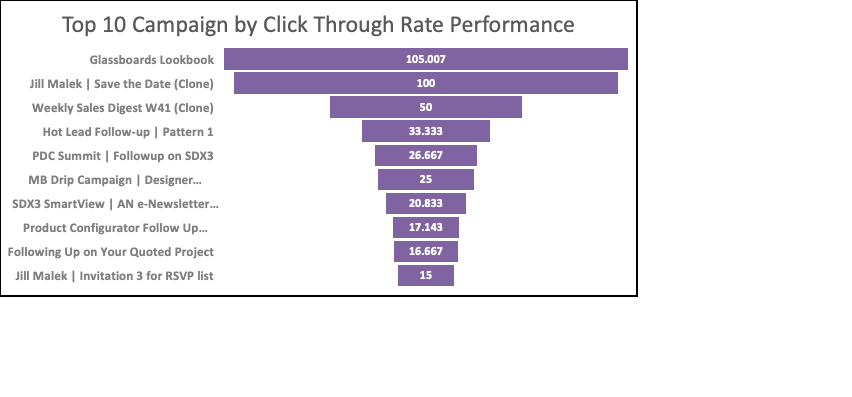 Top 10 Campaign by Click Through Rate Performance
Glassboards Lookbook 105.007
Jill Malek | Save the Date (Clone) 100
Weekly Sales Digest W41 (Clone) 50
Hot Lead Follow-up | Pattern 1 33.333
PDC Summit | Followup on SDX3 26.667
MB Drip Campaign | Designer... 25
SDX3 SmartView | AN e-Newsletter... 20.833
Product Configurator Follow Up... 17.143
Following Up on Your Quoted Project 16.667
Jill Malek | Invitation 3 for RSVP list 15